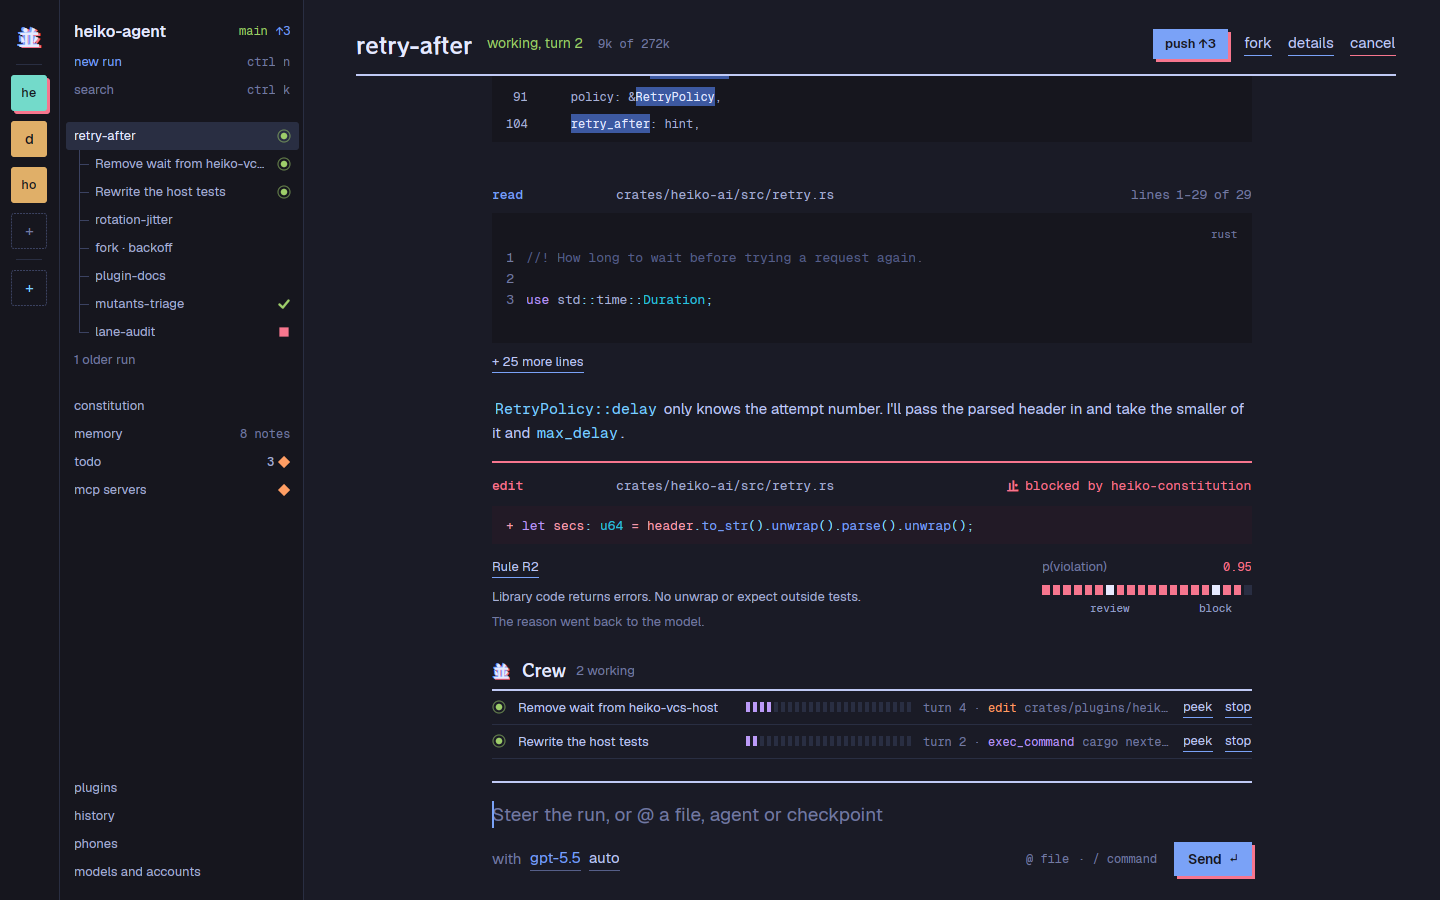 heiko-agent main ↑3
new run ctrl n
search ctrl k
he
d
ho
+
+
retry-after
Remove wait from heiko-vc…
Rewrite the host tests
rotation-jitter
fork · backoff
plugin-docs
mutants-triage
lane-audit
1 older run
constitution
memory 8 notes
todo 3
mcp servers
plugins
history
phones
models and accounts
retry-after working, turn 2 9k of 272k push ↑3 fork details cancel
91 policy: &RetryPolicy,
104 retry_after: hint,
read crates/heiko-ai/src/retry.rs lines 1-29 of 29
rust
1 //! How long to wait before trying a request again.
2
3 use std::time::Duration;
+ 25 more lines
RetryPolicy::delay only knows the attempt number. I'll pass the parsed header in and take the smaller of
it and max_delay.
edit crates/heiko-ai/src/retry.rs blocked by heiko-constitution
+ let secs: u64 = header.to_str().unwrap().parse().unwrap();
Rule R2 p(violation) 0.95
Library code returns errors. No unwrap or expect outside tests.
review block
The reason went back to the model.
Crew 2 working
Remove wait from heiko-vcs-host turn 4 · edit crates/plugins/heik… peek stop
Rewrite the host tests turn 2 · exec_command cargo nexte… peek stop
Steer the run, or @ a file, agent or checkpoint
with gpt-5.5 auto @ file · / command Send ↵